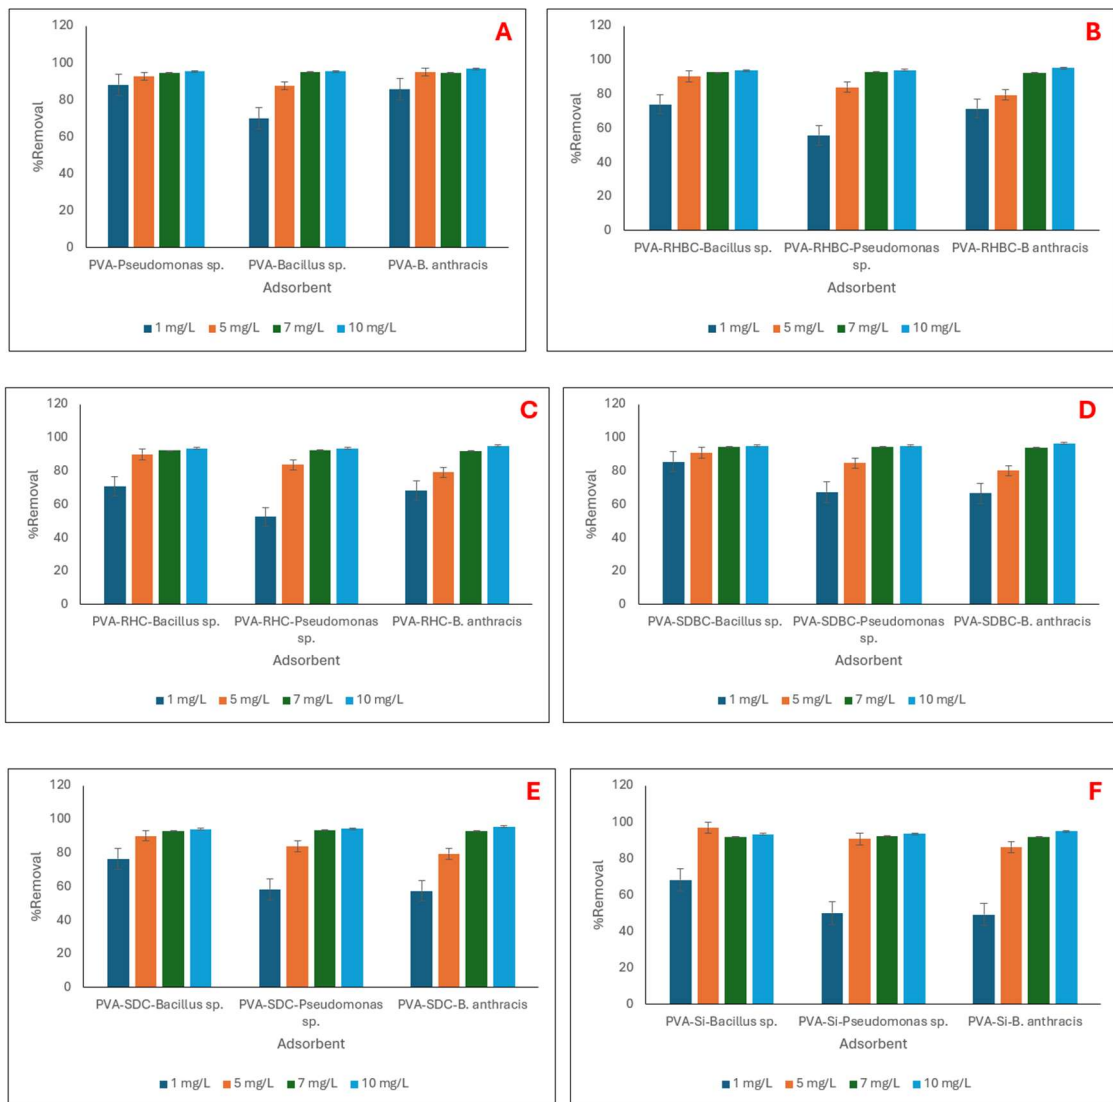 A
120
100
80
60
40
20
0
%Removal
PVA-Pseudomonas sp. PVA-Bacillus sp. PVA-B. anthracis
Adsorbent
1 mg/L 5 mg/L 7 mg/L 10 mg/L
B
120
100
80
60
40
20
0
%Removal
PVA-RHBC-Bacillus sp. PVA-RHBC-Pseudomonas PVA-RHBC-B anthracis
sp.
Adsorbent
1 mg/L 5 mg/L 7 mg/L 10 mg/L
C
120
100
80
60
40
20
0
%Removal
PVA-RHC-Bacillus sp. PVA-RHC-Pseudomonas PVA-RHC-B. anthracis
sp.
Adsorbent
1 mg/L 5 mg/L 7 mg/L 10 mg/L
D
120
100
80
60
40
20
0
%Removal
PVA-SDBC-Bacillus sp. PVA-SDBC-Pseudomonas PVA-SDBC-B. anthracis
sp.
Adsorbent
1 mg/L 5 mg/L 7 mg/L 10 mg/L
E
120
100
80
60
40
20
0
%Removal
PVA-SDC-Bacillus sp. PVA-SDC-Pseudomonas PVA-SDC-B. anthracis
sp.
Adsorbent
1 mg/L 5 mg/L 7 mg/L 10 mg/L
F
120
100
80
60
40
20
0
%Removal
PVA-Si-Bacillus sp. PVA-Si-Pseudomonas sp. PVA-Si-B. anthracis
Adsorbent
1 mg/L 5 mg/L 7 mg/L 10 mg/L